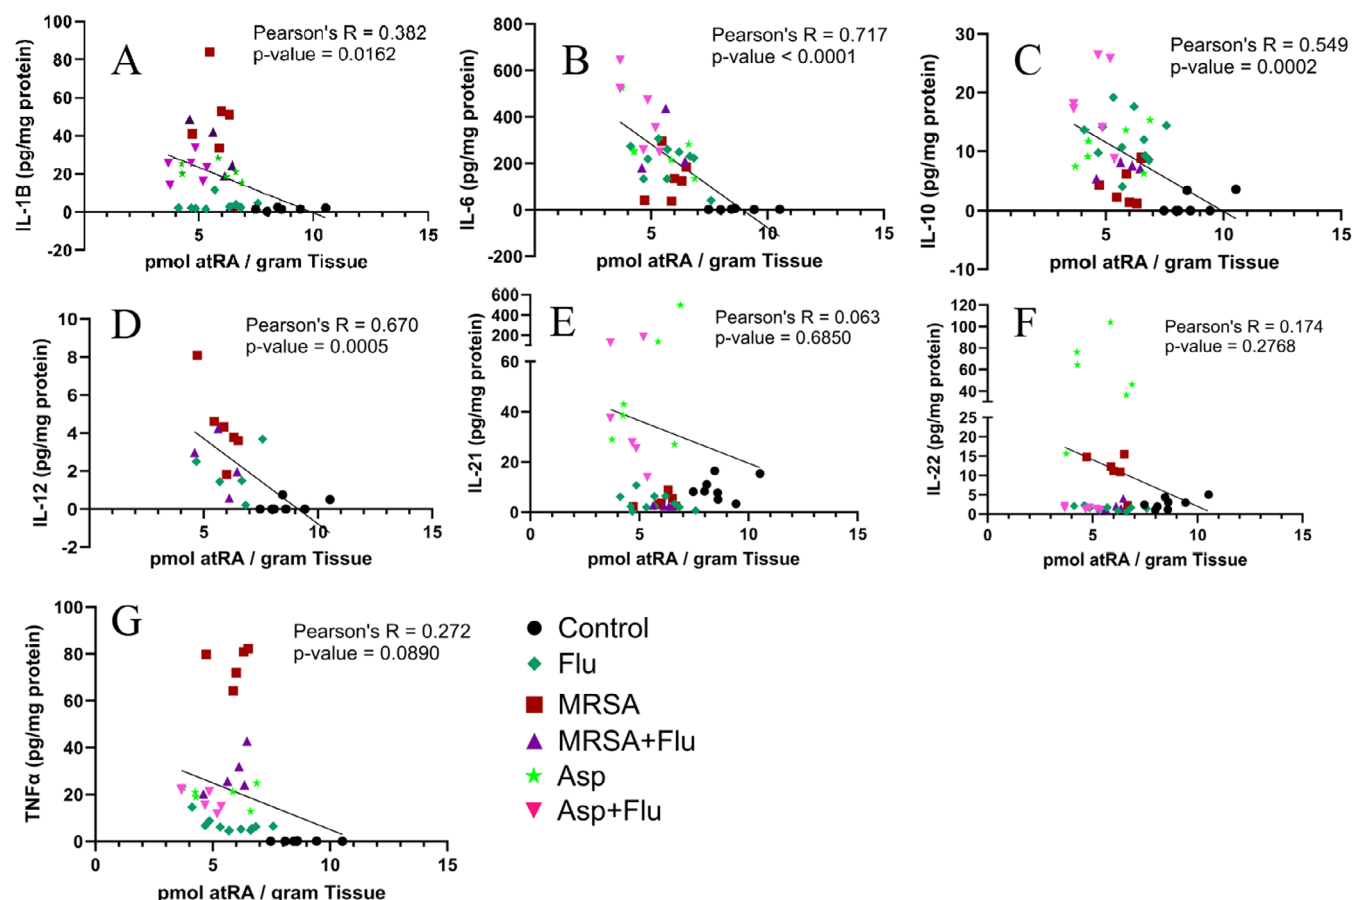 A
Pearson's R = 0.382
p-value = 0.0162
IL-1B (pg/mg protein)
100
80
60
40
20
0
-20
5
10
15
pmol atRA / gram Tissue
B
Pearson's R = 0.717
p-value < 0.0001
IL-6 (pg/mg protein)
800
600
400
200
0
-200
5
10
15
pmol atRA / gram Tissue
C
Pearson's R = 0.549
p-value = 0.0002
IL-10 (pg/mg protein)
30
20
10
0
-10
5
10
15
pmol atRA / gram Tissue
D
Pearson's R = 0.670
p-value = 0.0005
IL-12 (pg/mg protein)
10
8
6
4
2
0
-2
5
10
15
pmol atRA / gram Tissue
E
Pearson's R = 0.063
p-value = 0.6850
IL-21 (pg/mg protein)
600
400
200
60
40
20
0
0
5
10
15
pmol atRA / gram Tissue
F
Pearson's R = 0.174
p-value = 0.2768
IL-22 (pg/mg protein)
120
100
80
60
40
25
20
15
10
5
0
0
5
10
15
pmol atRA / gram Tissue
G
Pearson's R = 0.272
p-value = 0.0890
TNFα (pg/mg protein)
100
80
60
40
20
0
0
5
10
15
pmol atRA / gram Tissue
Control
Flu
MRSA
MRSA+Flu
Asp
Asp+Flu